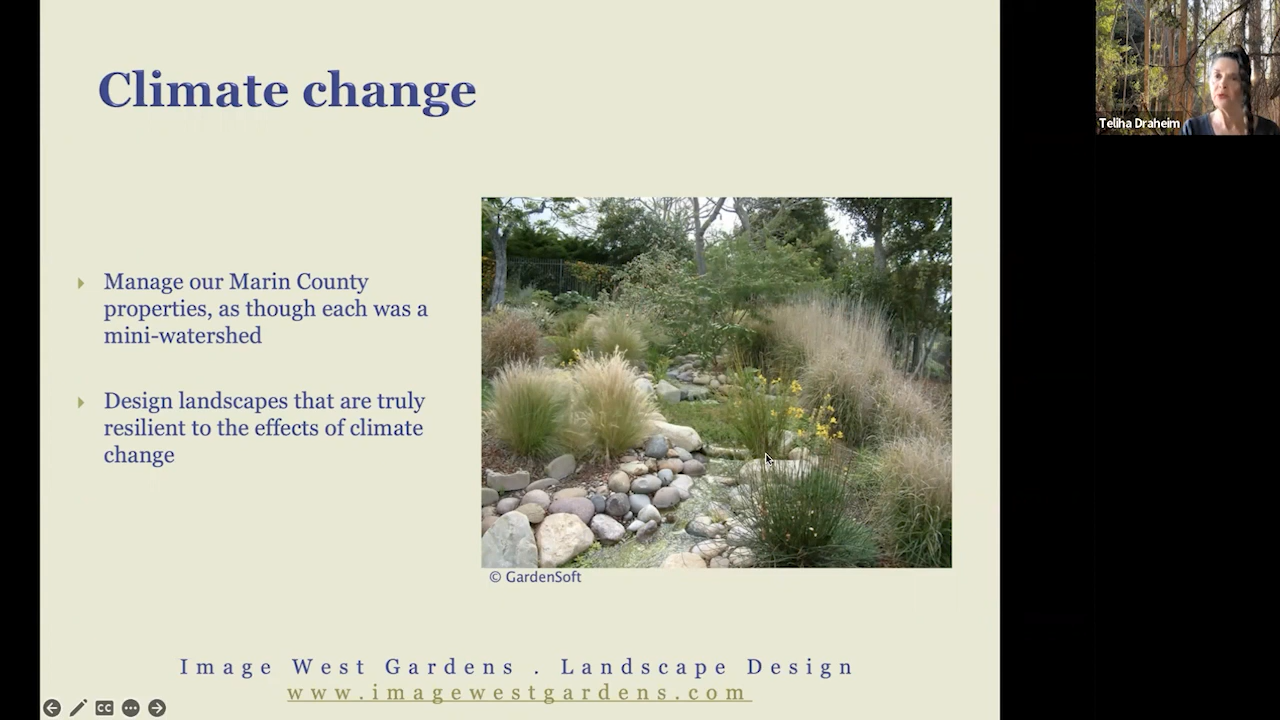 Climate change
Manage our Marin County
properties, as though each was a
mini-watershed
Design landscapes that are truly
resilient to the effects of climate
change
© GardenSoft
Image West Gardens . Landscape Design
www.imagewestgardens.com
CC
Teliha Draheim